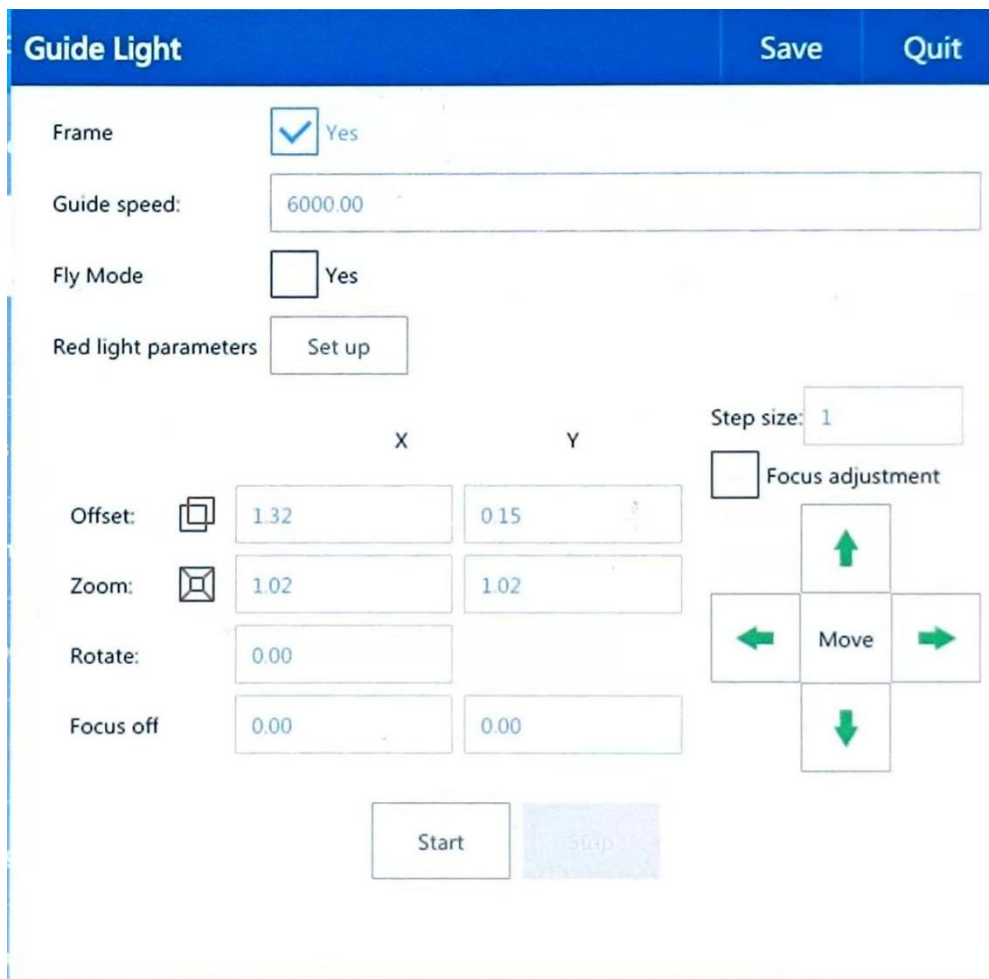 Guide Light Save Quit
Frame Yes
Guide speed: 6000.00
Fly Mode Yes
Red light parameters Set up
Step size: 1
X Y
Focus adjustment
Offset: 1.32 0.15
Zoom: 1.02 1.02
Move
Rotate: 0.00
Focus off 0.00 0.00
Start Stop